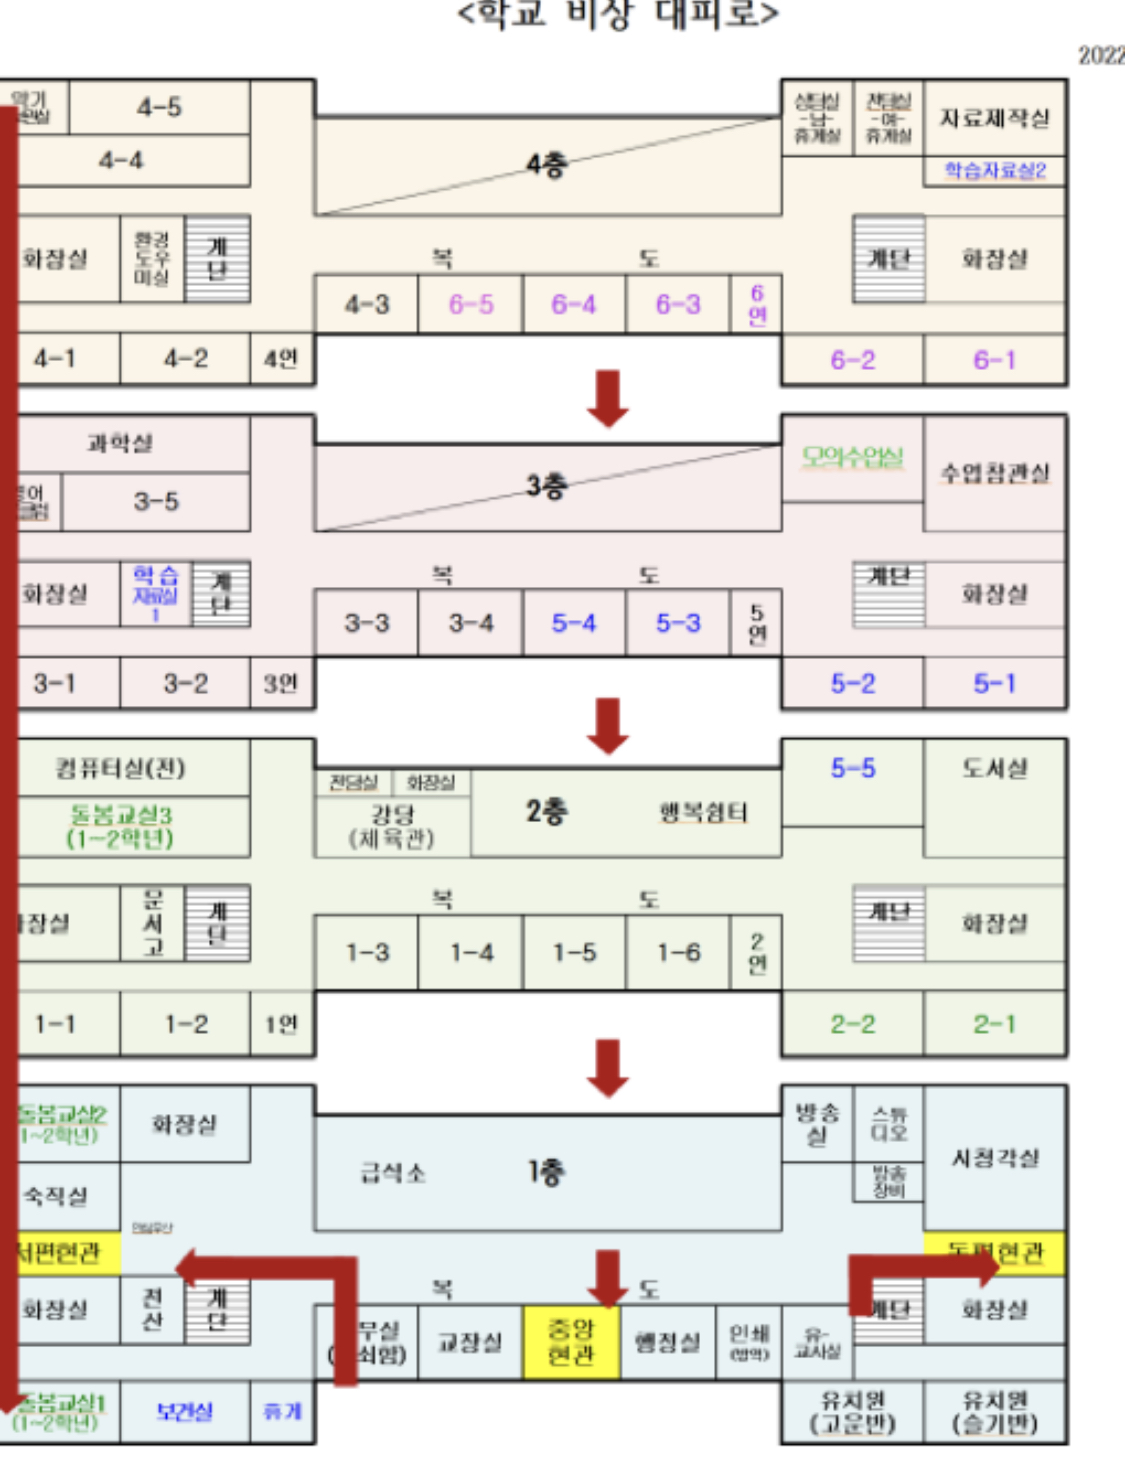 <학교 비상 대피로>
2022
악기
4-5
상담실
-남-
휴게실
전담실
-여-
휴게실
자료제작실
4-4
4층
학습자료실2
화장실
환경
도우
미실
계
단
복 도
계단
화장실
4-3 6-5 6-4 6-3 6
연
4-1 4-2 4연
6-2 6-1
과학실
모의수업실
수업참관실
3층
3-5
화장실
학습
자료실
1
계
단
복 도
계단
화장실
3-3 3-4 5-4 5-3 5
연
3-1 3-2 3연
5-2 5-1
컴퓨터실(전)
전담실 화장실
5-5 도서실
돌봄교실3
(1~2학년)
강당
(체육관)
2층 행복쉼터
장실
문
서
고
계
단
복 도
계단
화장실
1-3 1-4 1-5 1-6 2
연
1-1 1-2 1연
2-2 2-1
돌봄교실2
1~2학년)
화장실
방송
실
스튜
디오
시청각실
급식소 1층
방송
장비
숙직실
서편현관
동편현관
화장실
전
산
계
단
복 도
계단
화장실
무실
쇠함)
교장실
중앙
현관
행정실
인쇄
(방역)
유-
교사실
돌봄교실1
(1~2학년)
보건실 휴게
유치원
(고운반)
유치원
(슬기반)